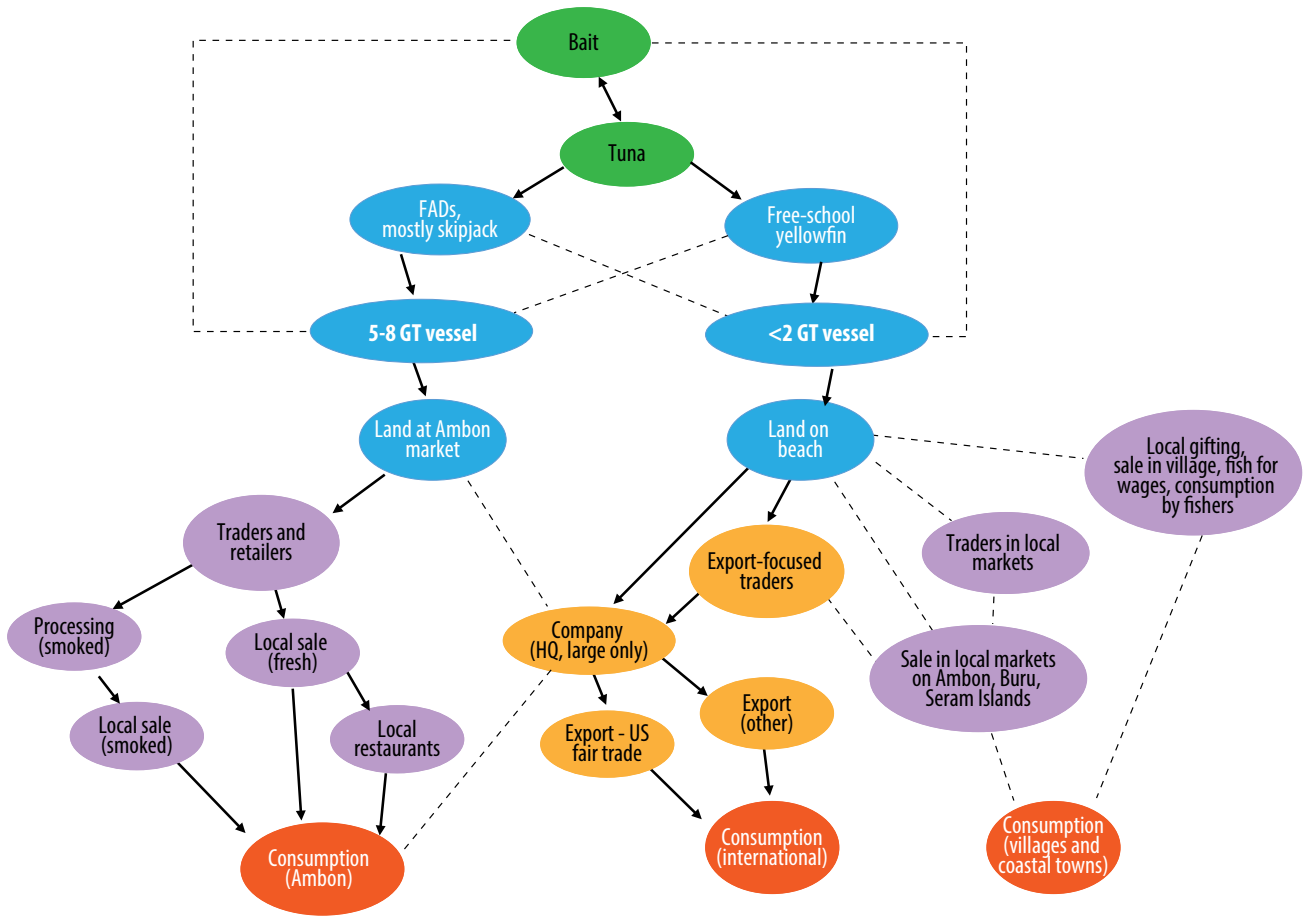 Bait
Tuna
FADs,
mostly skipjack
Free-school
yellowfin
5-8 GT vessel
<2 GT vessel
Land at Ambon
market
Land on
beach
Local gifting,
sale in village, fish for
wages, consumption
by fishers
Traders and
retailers
Export-focused
traders
Traders in local
markets
Processing
(smoked)
Local sale
(fresh)
Company
(HQ, large only)
Sale in local markets
on Ambon, Buru,
Seram Islands
Local sale
(smoked)
Local
restaurants
Export - US
fair trade
Export
(other)
Consumption
(Ambon)
Consumption
(international)
Consumption
(villages and
coastal towns)